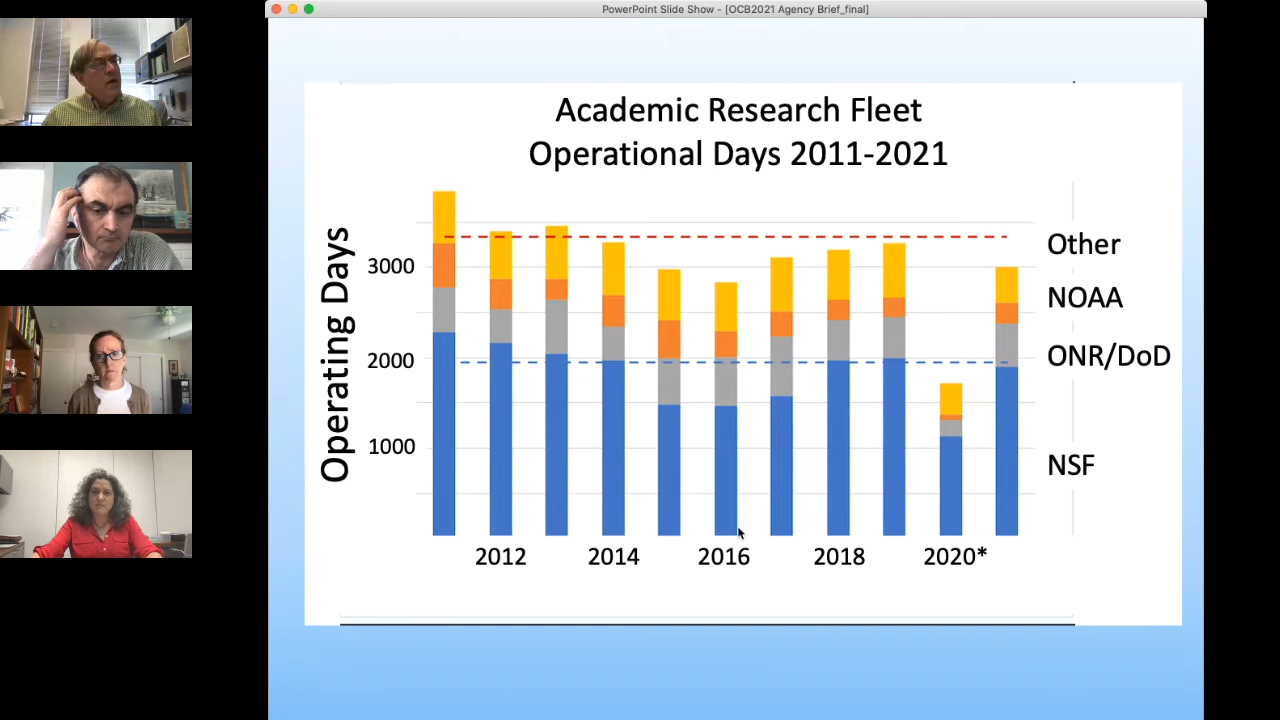 PowerPoint Slide Show - [OCB2021 Agency Brief_final]
Academic Research Fleet
Operational Days 2011-2021
Operating Days
3000
2000
1000
Other
NOAA
ONR/DoD
NSF
2012 2014 2016 2018 2020*